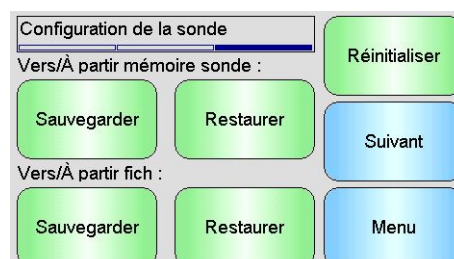 Configuration de la sonde
Réinitialiser
Vers/À partir mémoire sonde :
Sauvegarder
Restaurer
Suivant
Vers/À partir fich :
Sauvegarder
Restaurer
Menu